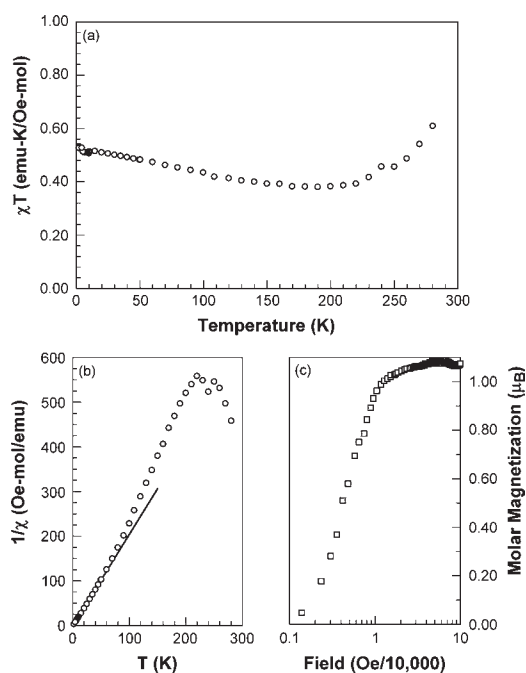 (a)
χT (emu-K/Oe-mol)
1.00
0.80
0.60
0.40
0.20
0.00
0 50 100 150 200 250 300
Temperature (K)
(b)
1/χ (Oe-mol/emu)
600
500
400
300
200
100
0
0 100 200 300
T (K)
(c)
1.00
0.80
0.60
0.40
0.20
0.00
Molar Magnetization (μB)
0.1 1 10
Field (Oe/10,000)